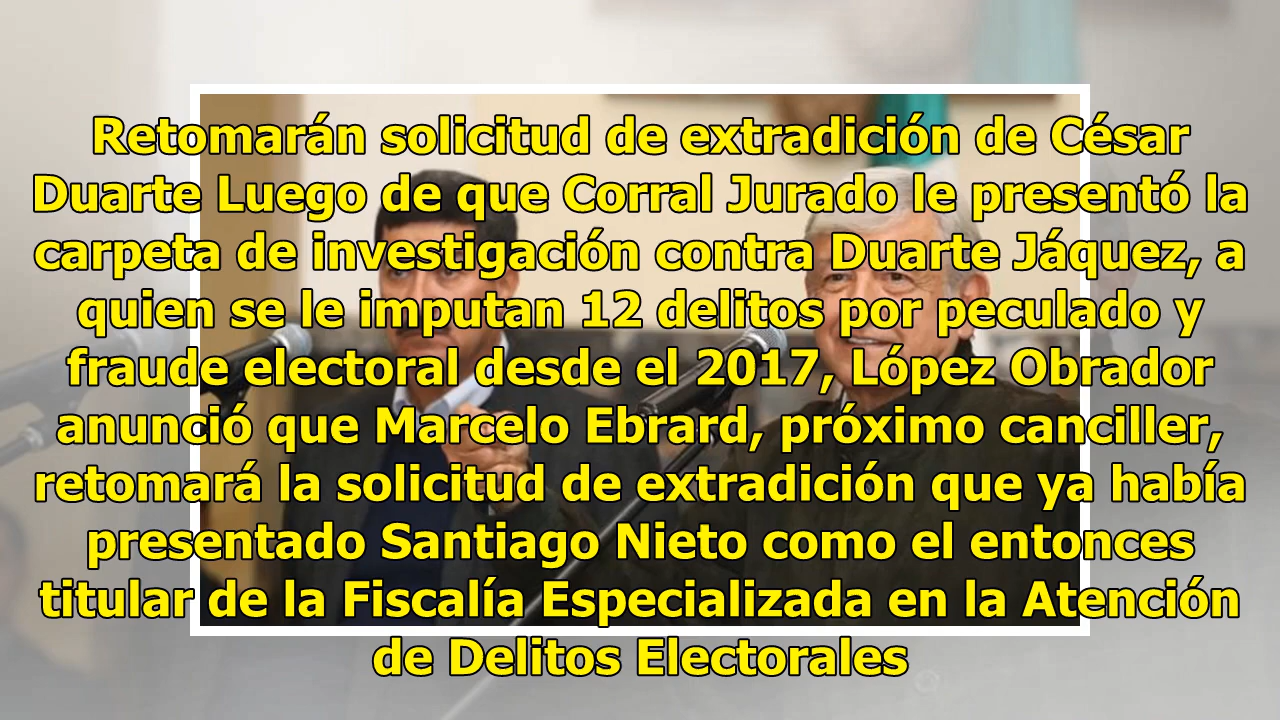 Retomarán solicitud de extradición de César
Duarte Luego de que Corral Jurado le presentó la
carpeta de investigación contra Duarte Jáquez, a
quien se le imputan 12 delitos por peculado y
fraude electoral desde el 2017, López Obrador
anunció que Marcelo Ebrard, próximo canciller,
retomará la solicitud de extradición que ya había
presentado Santiago Nieto como el entonces
titular de la Fiscalía Especializada en la Atención
de Delitos Electorales